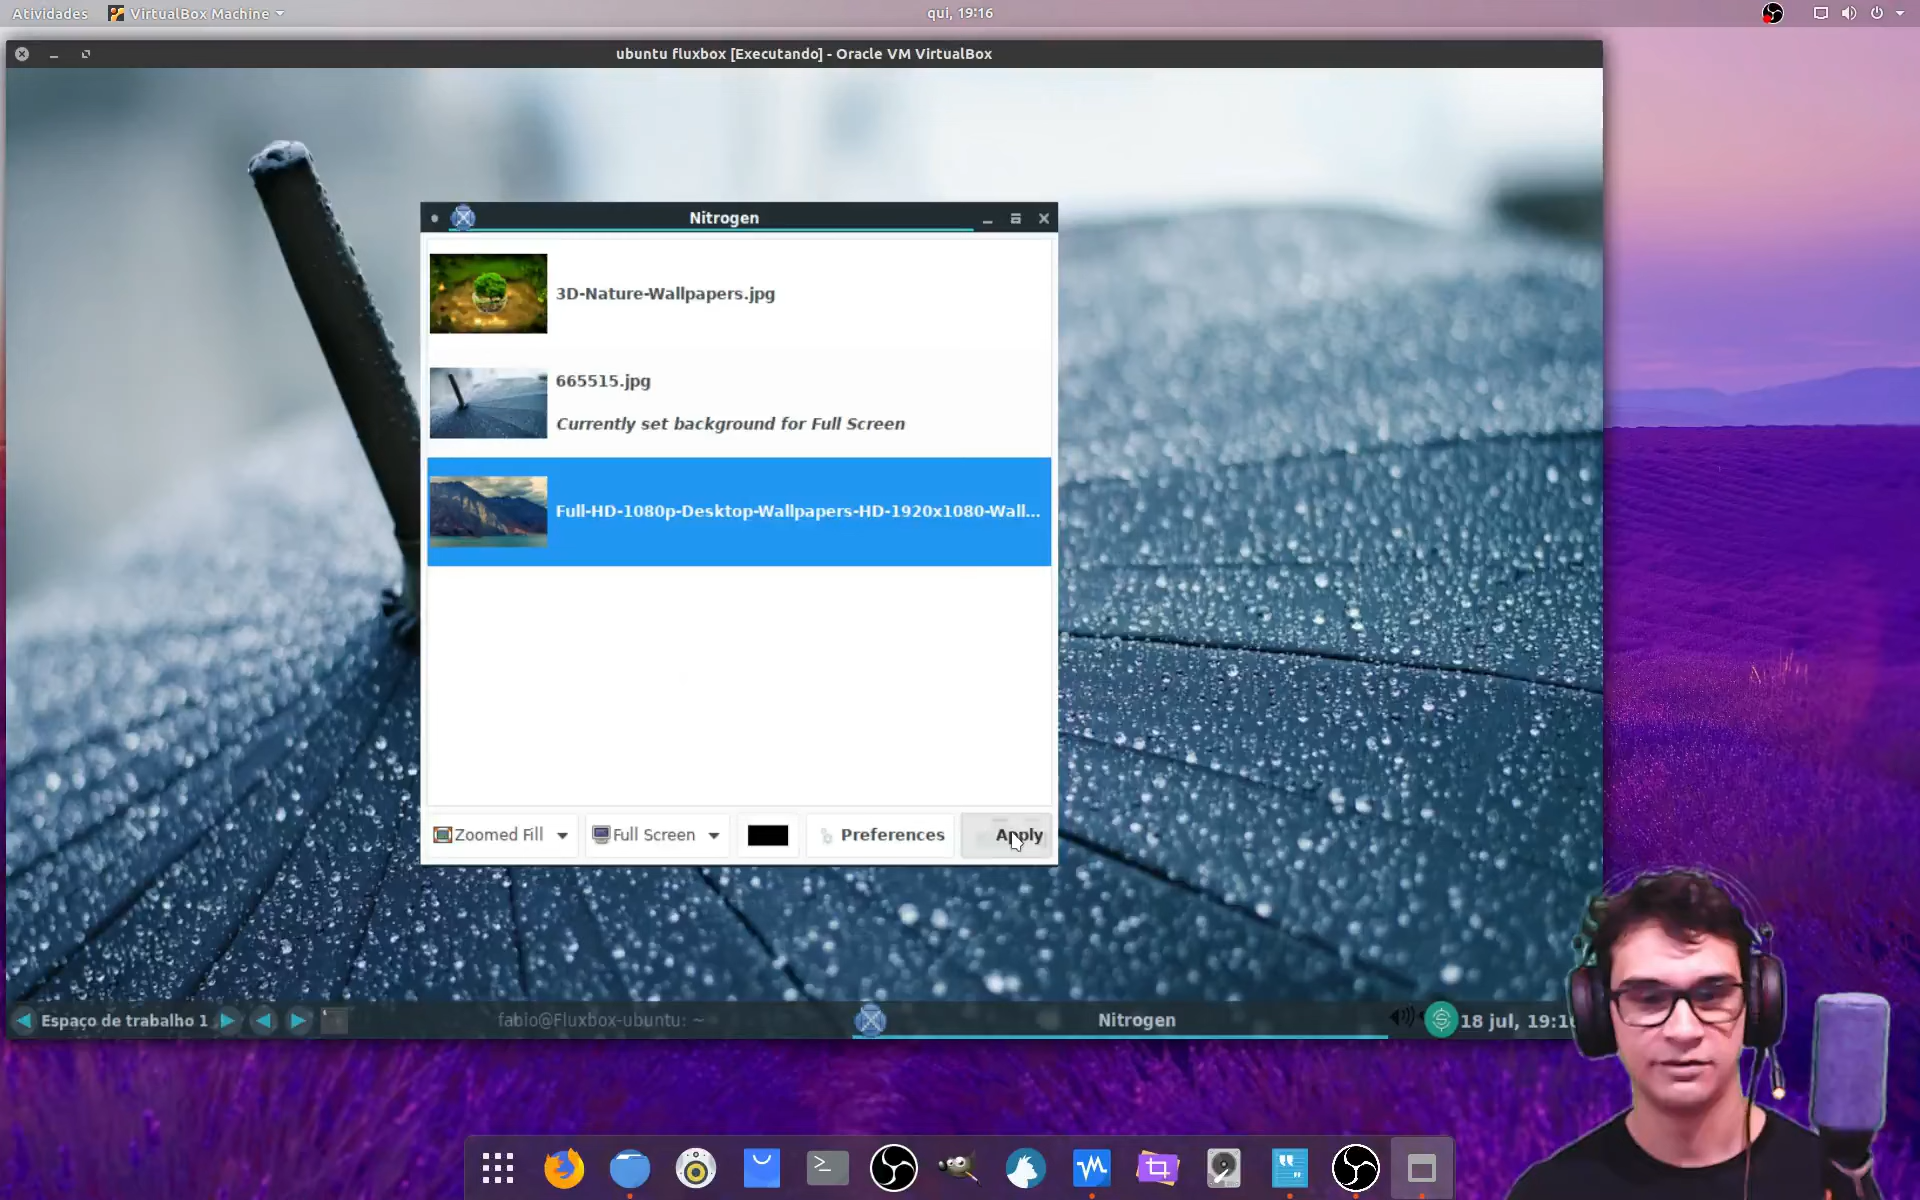 Atividades VirtualBox Machine qui, 19:16
ubuntu fluxbox [Executando] - Oracle VM VirtualBox
Nitrogen
3D-Nature-Wallpapers.jpg
665515.jpg
Currently set background for Full Screen
Full-HD-1080p-Desktop-Wallpapers-HD-1920x1080-Wall...
Zoomed Fill Full Screen Preferences Apply
Espaço de trabalho 1 fabio@Fluxbox-ubuntu: ~ Nitrogen 18 jul,